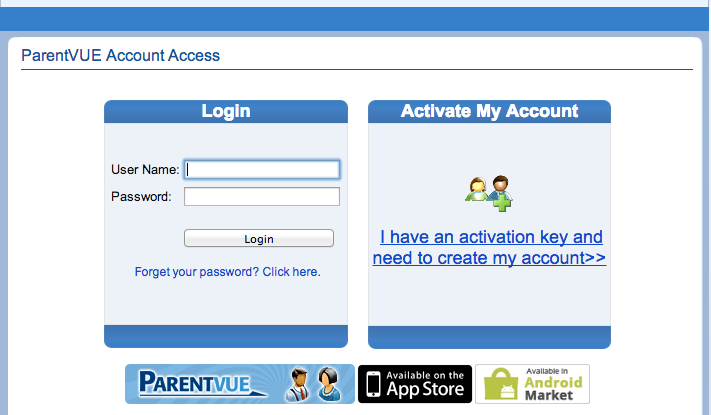 ParentVUE Account Access
Login
User Name:
Password:
Login
Forget your password? Click here.
Activate My Account
I have an activation key and
need to create my account>>
PARENTVUE
Available on the
App Store
Available in
Android
Market